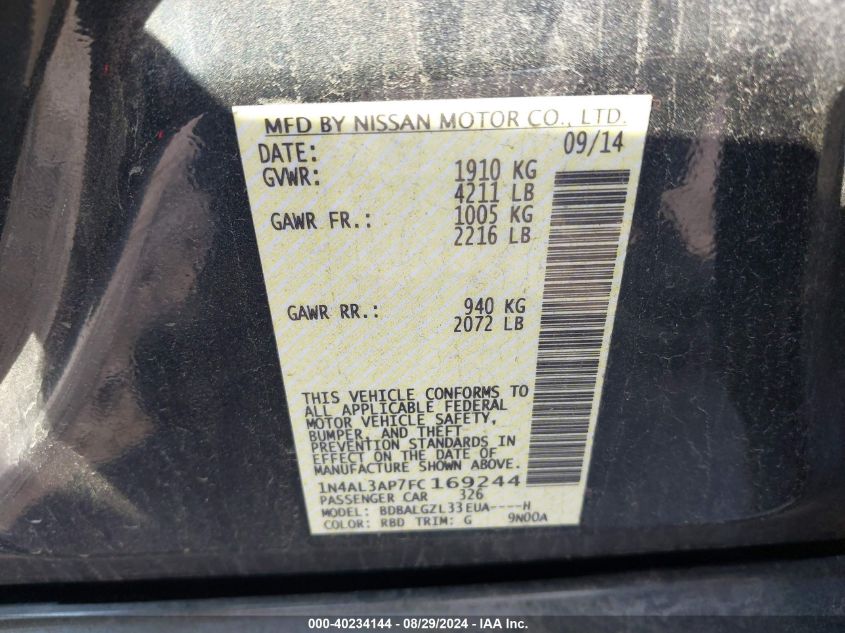 MFD BY NISSAN MOTOR CO., LTD.
DATE: 09/14
GVWR: 1910 KG
4211 LB
GAWR FR.: 1005 KG
2216 LB
GAWR RR.: 940 KG
2072 LB
THIS VEHICLE CONFORMS TO
ALL APPLICABLE FEDERAL
MOTOR VEHICLE SAFETY,
BUMPER, AND THEFT
PREVENTION STANDARDS IN
EFFECT ON THE DATE OF
MANUFACTURE SHOWN ABOVE.
1N4AL3AP7FC169244
PASSENGER CAR 326
MODEL: BDBALGZL33EUA----H
COLOR: RBD TRIM: G 9N00A
000-40234144 - 08/29/2024 - IAA Inc.